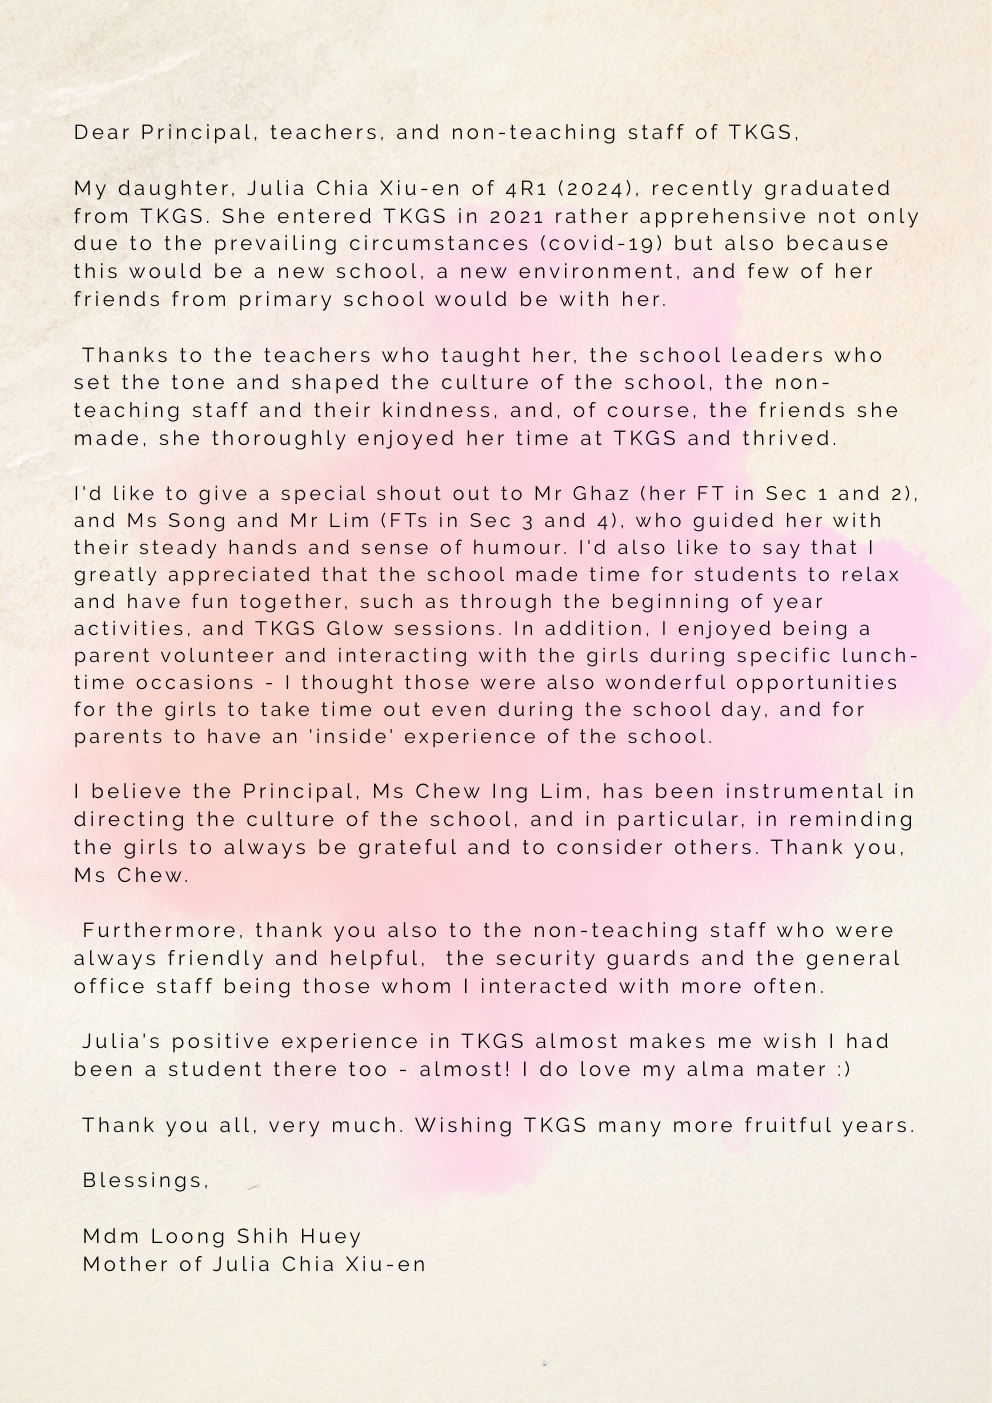 Dear Principal, teachers, and non-teaching staff of TKGS,
My daughter, Julia Chia Xiu-en of 4R1 (2024), recently graduated
from TKGS. She entered TKGS in 2021 rather apprehensive not only
due to the prevailing circumstances (covid-19) but also because
this would be a new school, a new environment, and few of her
friends from primary school would be with her.
Thanks to the teachers who taught her, the school leaders who
set the tone and shaped the culture of the school, the non-
teaching staff and their kindness, and, of course, the friends she
made, she thoroughly enjoyed her time at TKGS and thrived.
I'd like to give a special shout out to Mr Ghaz (her FT in Sec 1 and 2),
and Ms Song and Mr Lim (FTs in Sec 3 and 4), who guided her with
their steady hands and sense of humour. I'd also like to say that I
greatly appreciated that the school made time for students to relax
and have fun together, such as through the beginning of year
activities, and TKGS Glow sessions. In addition, I enjoyed being a
parent volunteer and interacting with the girls during specific lunch-
time occasions - I thought those were also wonderful opportunities
for the girls to take time out even during the school day, and for
parents to have an 'inside' experience of the school.
I believe the Principal, Ms Chew Ing Lim, has been instrumental in
directing the culture of the school, and in particular, in reminding
the girls to always be grateful and to consider others. Thank you,
Ms Chew.
Furthermore, thank you also to the non-teaching staff who were
always friendly and helpful,  the security guards and the general
office staff being those whom I interacted with more often.
Julia's positive experience in TKGS almost makes me wish I had
been a student there too - almost! I do love my alma mater :)
Thank you all, very much. Wishing TKGS many more fruitful years.
Blessings,
Mdm Loong Shih Huey
Mother of Julia Chia Xiu-en